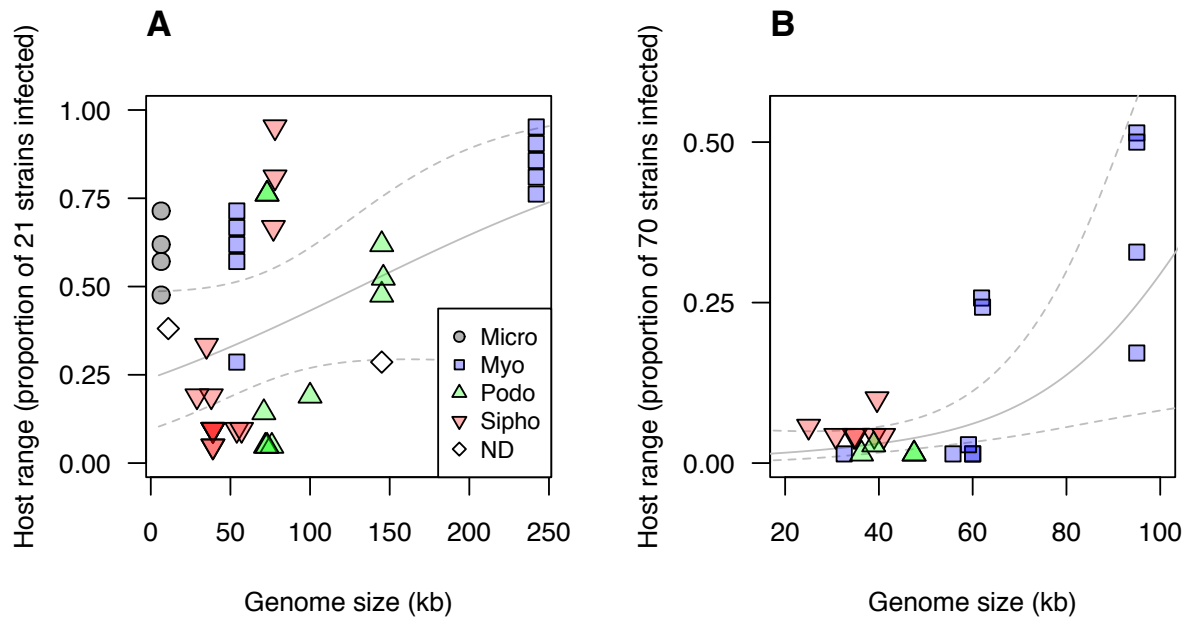 A
Host range (proportion of 21 strains infected)
1.00
0.75
0.50
0.25
0.00
0 50 100 150 200 250
Genome size (kb)
Micro
Myo
Podo
Sipho
ND
B
Host range (proportion of 70 strains infected)
0.50
0.25
0.00
20 40 60 80 100
Genome size (kb)